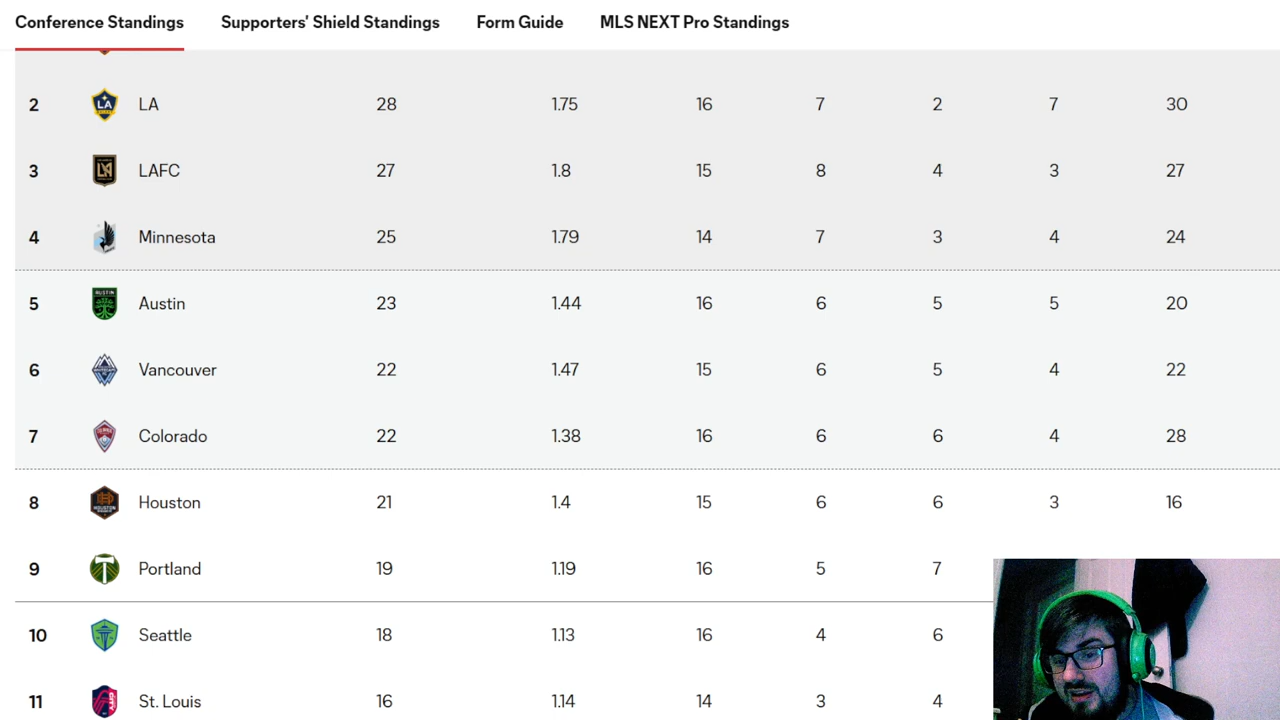 Conference Standings Supporters' Shield Standings Form Guide MLS NEXT Pro Standings
2 LA LA 28 1.75 16 7 2 7 30
3 LAFC 27 1.8 15 8 4 3 27
4 Minnesota 25 1.79 14 7 3 4 24
5 AUSTIN Austin 23 1.44 16 6 5 5 20
6 Vancouver 22 1.47 15 6 5 4 22
7 Colorado 22 1.38 16 6 6 4 28
8 HOUSTON Houston 21 1.4 15 6 6 3 16
9 Portland 19 1.19 16 5 7
10 Seattle 18 1.13 16 4 6
11 St. Louis 16 1.14 14 3 4